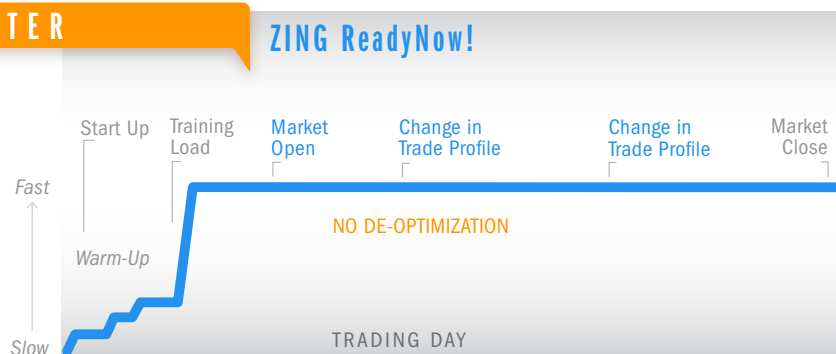 TER
ZING ReadyNow!
Start Up
Training
Load
Market
Open
Change in
Trade Profile
Change in
Trade Profile
Market
Close
Fast
NO DE-OPTIMIZATION
Warm-Up
TRADING DAY
Slow